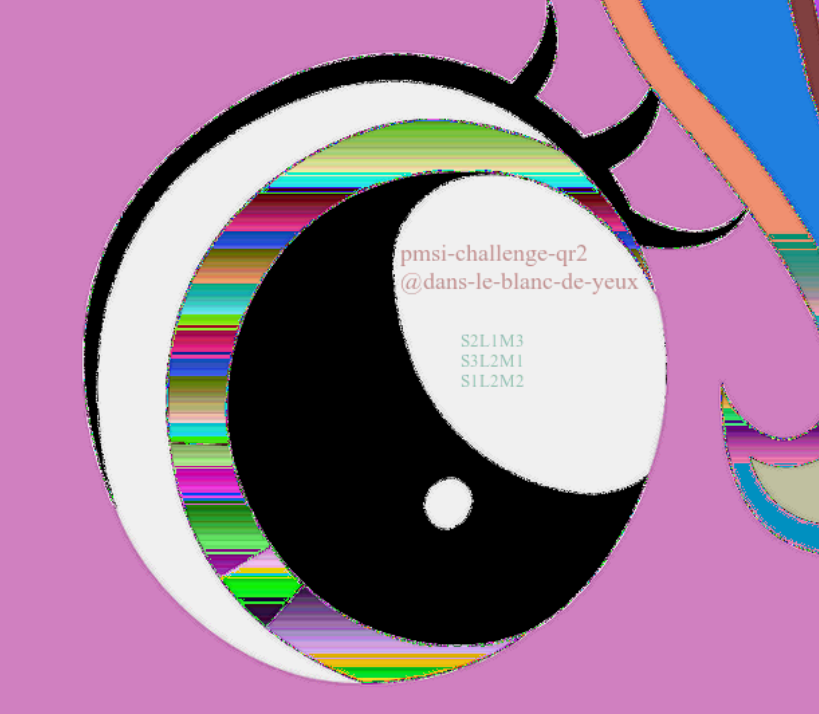 pmsi-challenge-qr2
@dans-le-blanc-de-yeux
S2L1M3
S3L2M1
S1L2M2